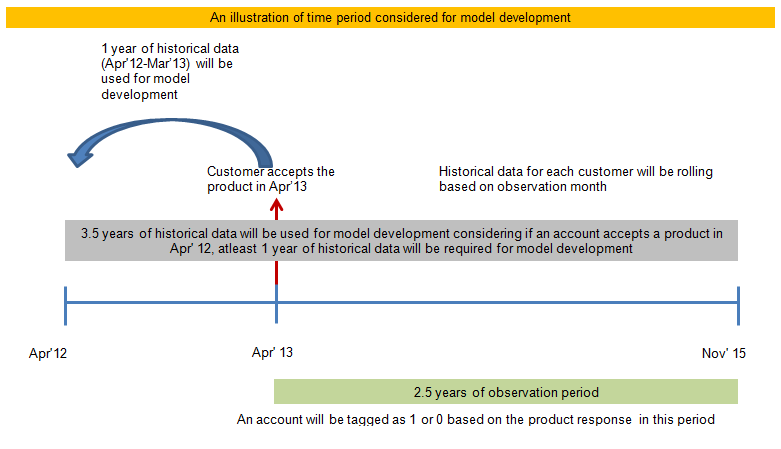 An illustration of time period considered for model development
1 year of historical data
(Apr'12-Mar'13) will be
used for model
development
Customer accepts the
product in Apr'13
Historical data for each customer will be rolling
based on observation month
3.5 years of historical data will be used for model development considering if an account accepts a product in
Apr' 12, atleast 1 year of historical data will be required for model development
Apr'12
Apr' 13
Nov' 15
2.5 years of observation period
An account will be tagged as 1 or 0 based on the product response in this period